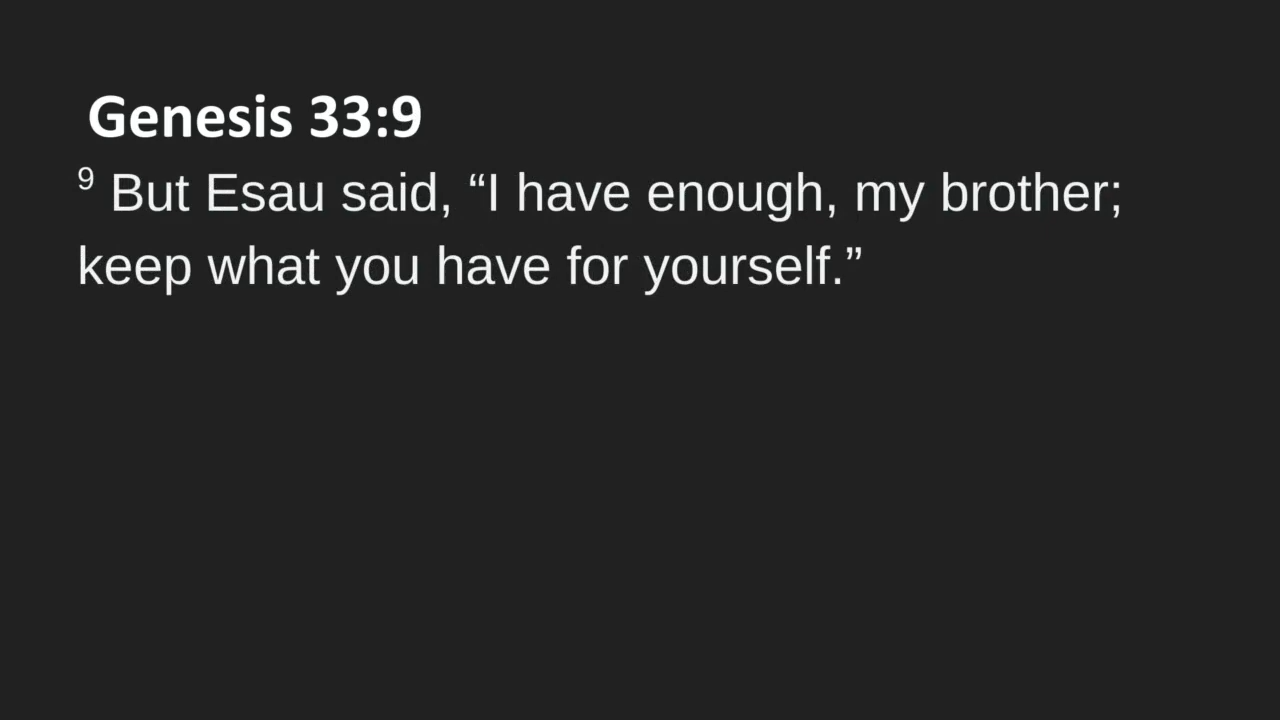 Genesis 33:9
9 But Esau said, “I have enough, my brother;
keep what you have for yourself.”